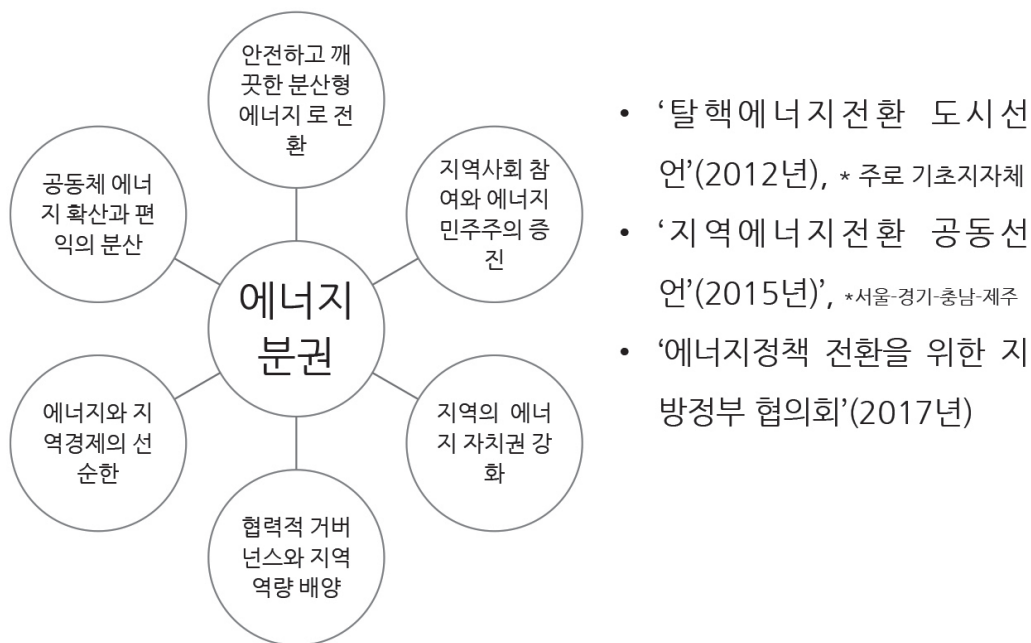 안전하고 깨
끗한 분산형
에너지 로 전
환
지역사회 참
여와 에너지
민주주의 증
진
지역의 에너
지 자치권 강
화
협력적 거버
넌스와 지역
역량 배양
에너지와 지
역경제의 선
순한
공동체 에너
지 확산과 편
익의 분산
에너지
분권
• ‘탈핵에너지전환 도시선
언’(2012년), * 주로 기초지자체
• ‘지역에너지전환 공동선
언’(2015년)’, *서울-경기-충남-제주
• ‘에너지정책 전환을 위한 지
방정부 협의회’(2017년)